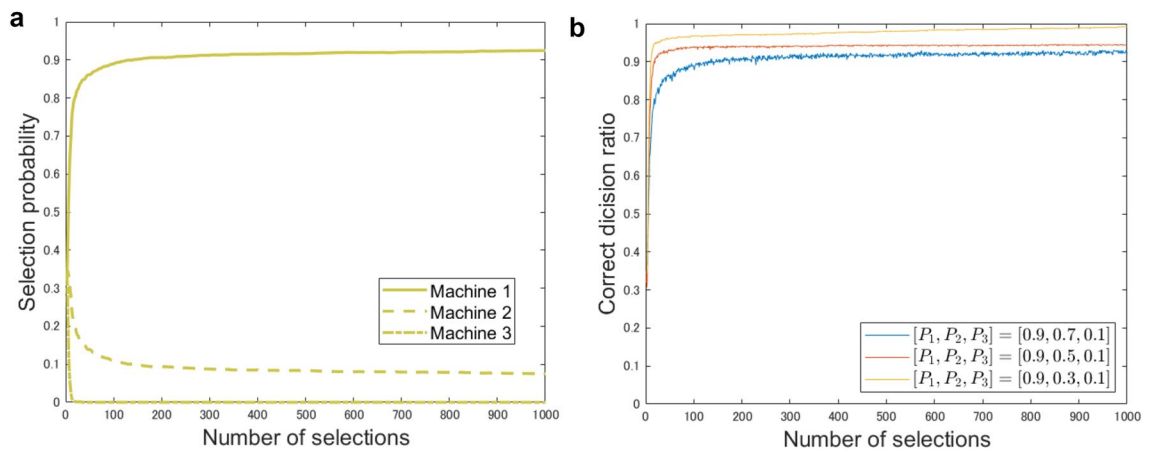 a
1
0.9
0.8
0.7
0.6
0.5
0.4
0.3
0.2
0.1
0
0 100 200 300 400 500 600 700 800 900 1000
Selection probability
Number of selections
Machine 1
Machine 2
Machine 3
b
1
0.9
0.8
0.7
0.6
0.5
0.4
0.3
0.2
0.1
0
0 100 200 300 400 500 600 700 800 900 1000
Correct dicision ratio
Number of selections
[P₁, P₂, P₃] = [0.9, 0.7, 0.1]
[P₁, P₂, P₃] = [0.9, 0.5, 0.1]
[P₁, P₂, P₃] = [0.9, 0.3, 0.1]